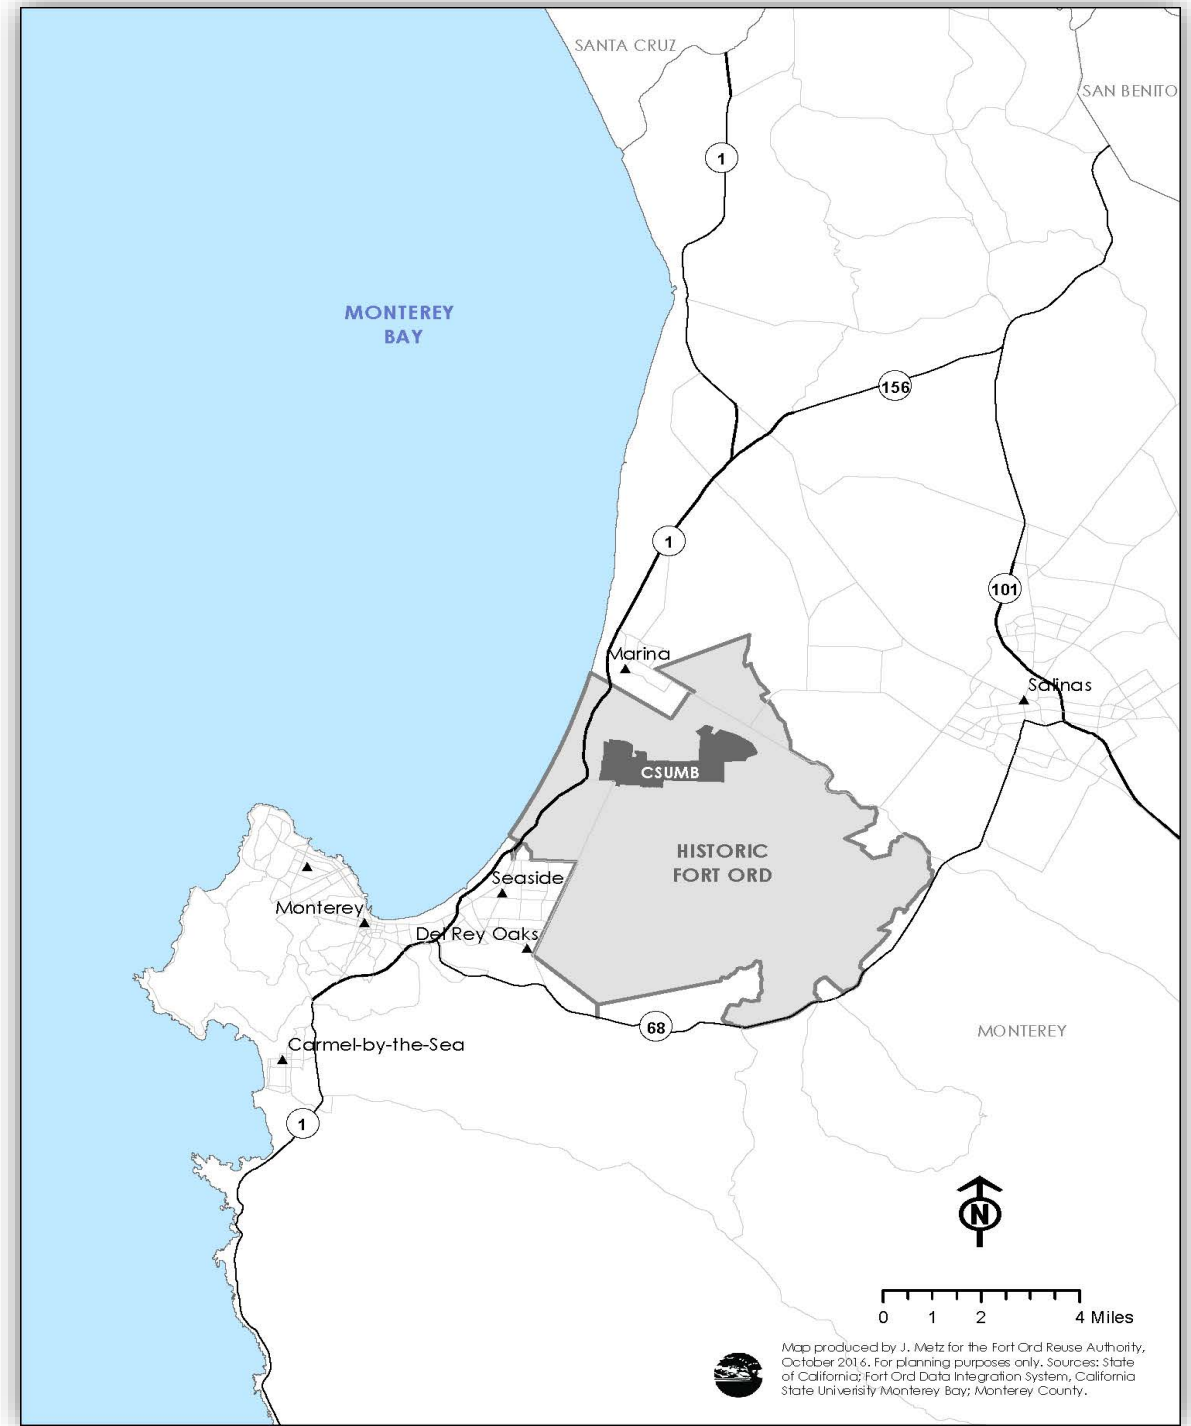 SANTA CRUZ
SAN BENITO
1
MONTEREY
BAY
156
1
101
Marina
Salinas
CSUMB
HISTORIC
FORT ORD
Seaside
Monterey
Del Rey Oaks
68
MONTEREY
Carmel-by-the-Sea
1
N
0 1 2 4 Miles
Map produced by J. Metz for the Fort Ord Reuse Authority,
October 2016. For planning purposes only. Sources: State
of California; Fort Ord Data Integration System, California
State Univerisity Monterey Bay; Monterey County.